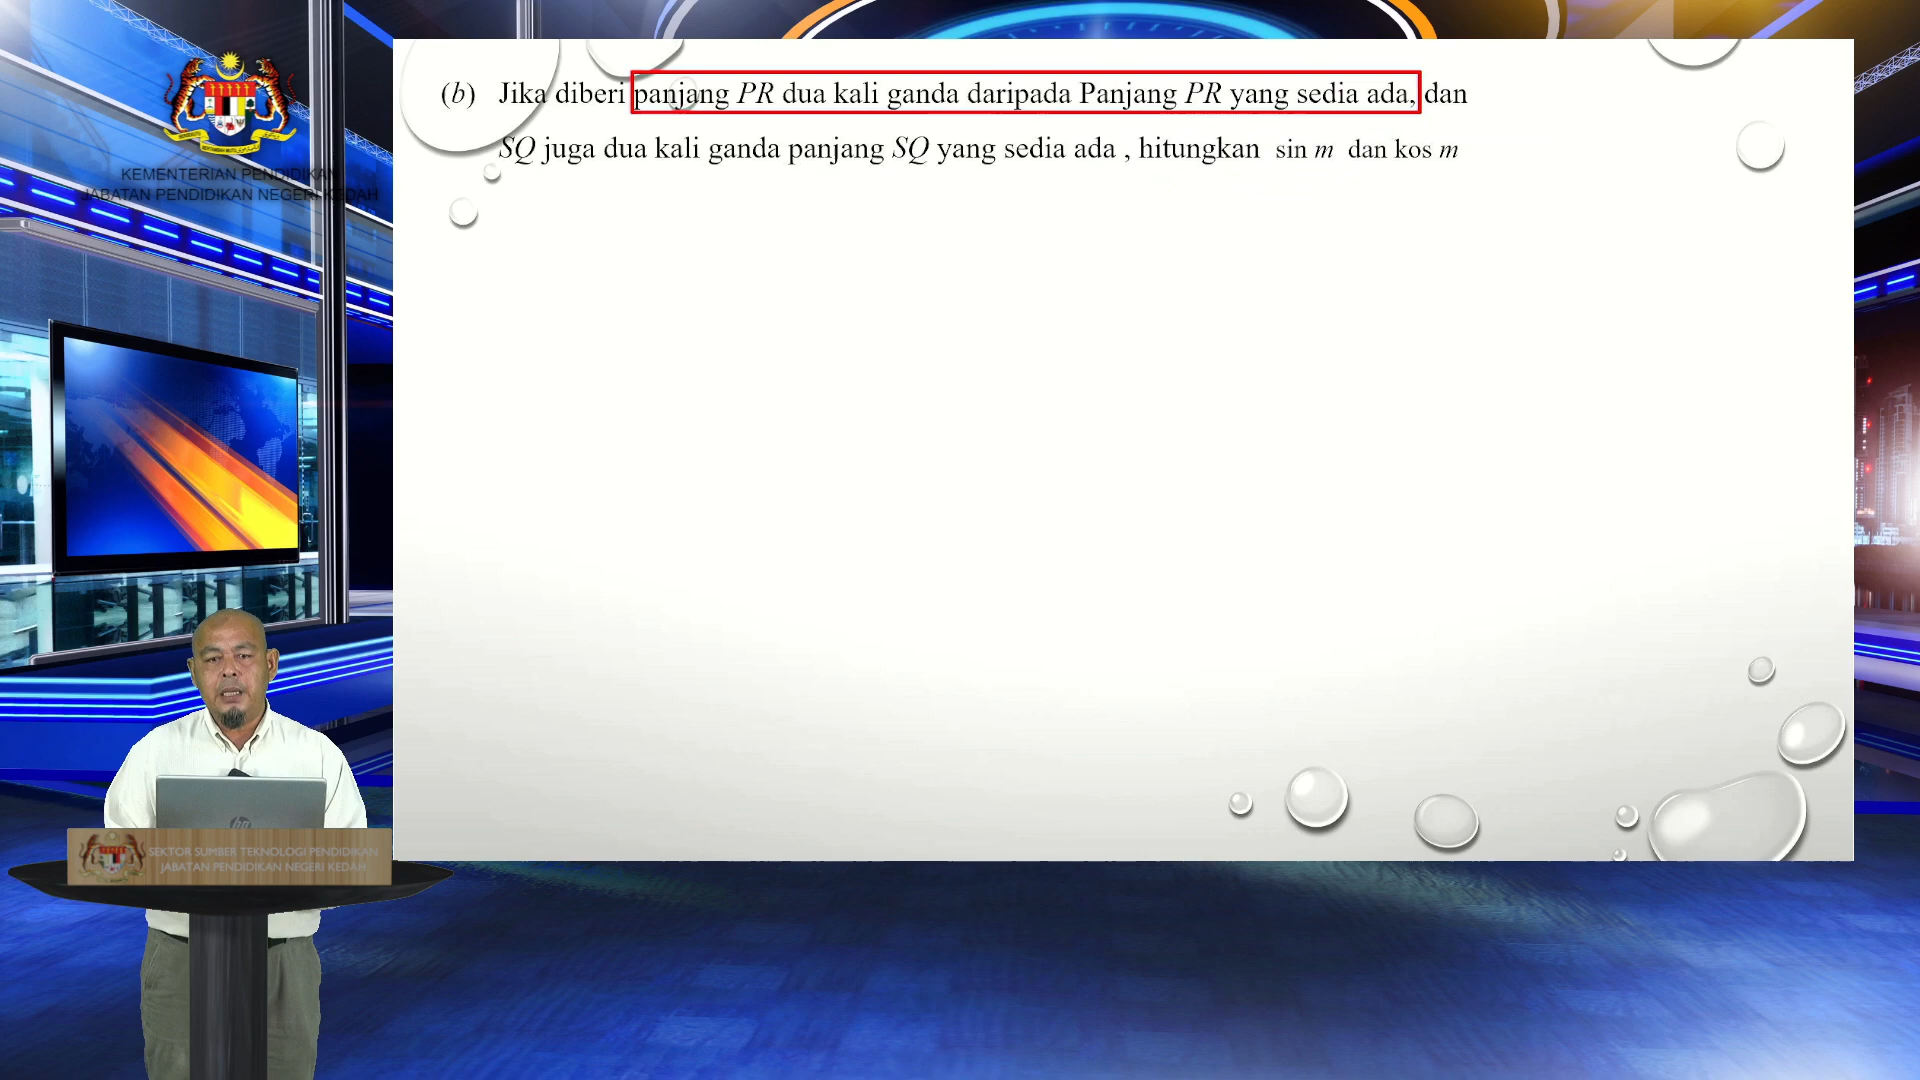 KEMENTERIAN PENDIDIKAN
JABATAN PENDIDIKAN NEGERI KEDAH
(b) Jika diberi panjang PR dua kali ganda daripada Panjang PR yang sedia ada, dan
SQ juga dua kali ganda panjang SQ yang sedia ada , hitungkan sin m dan kos m
hp
SEKTOR SUMBER TEKNOLOGI PENDIDIKAN
JABATAN PENDIDIKAN NEGERI KEDAH